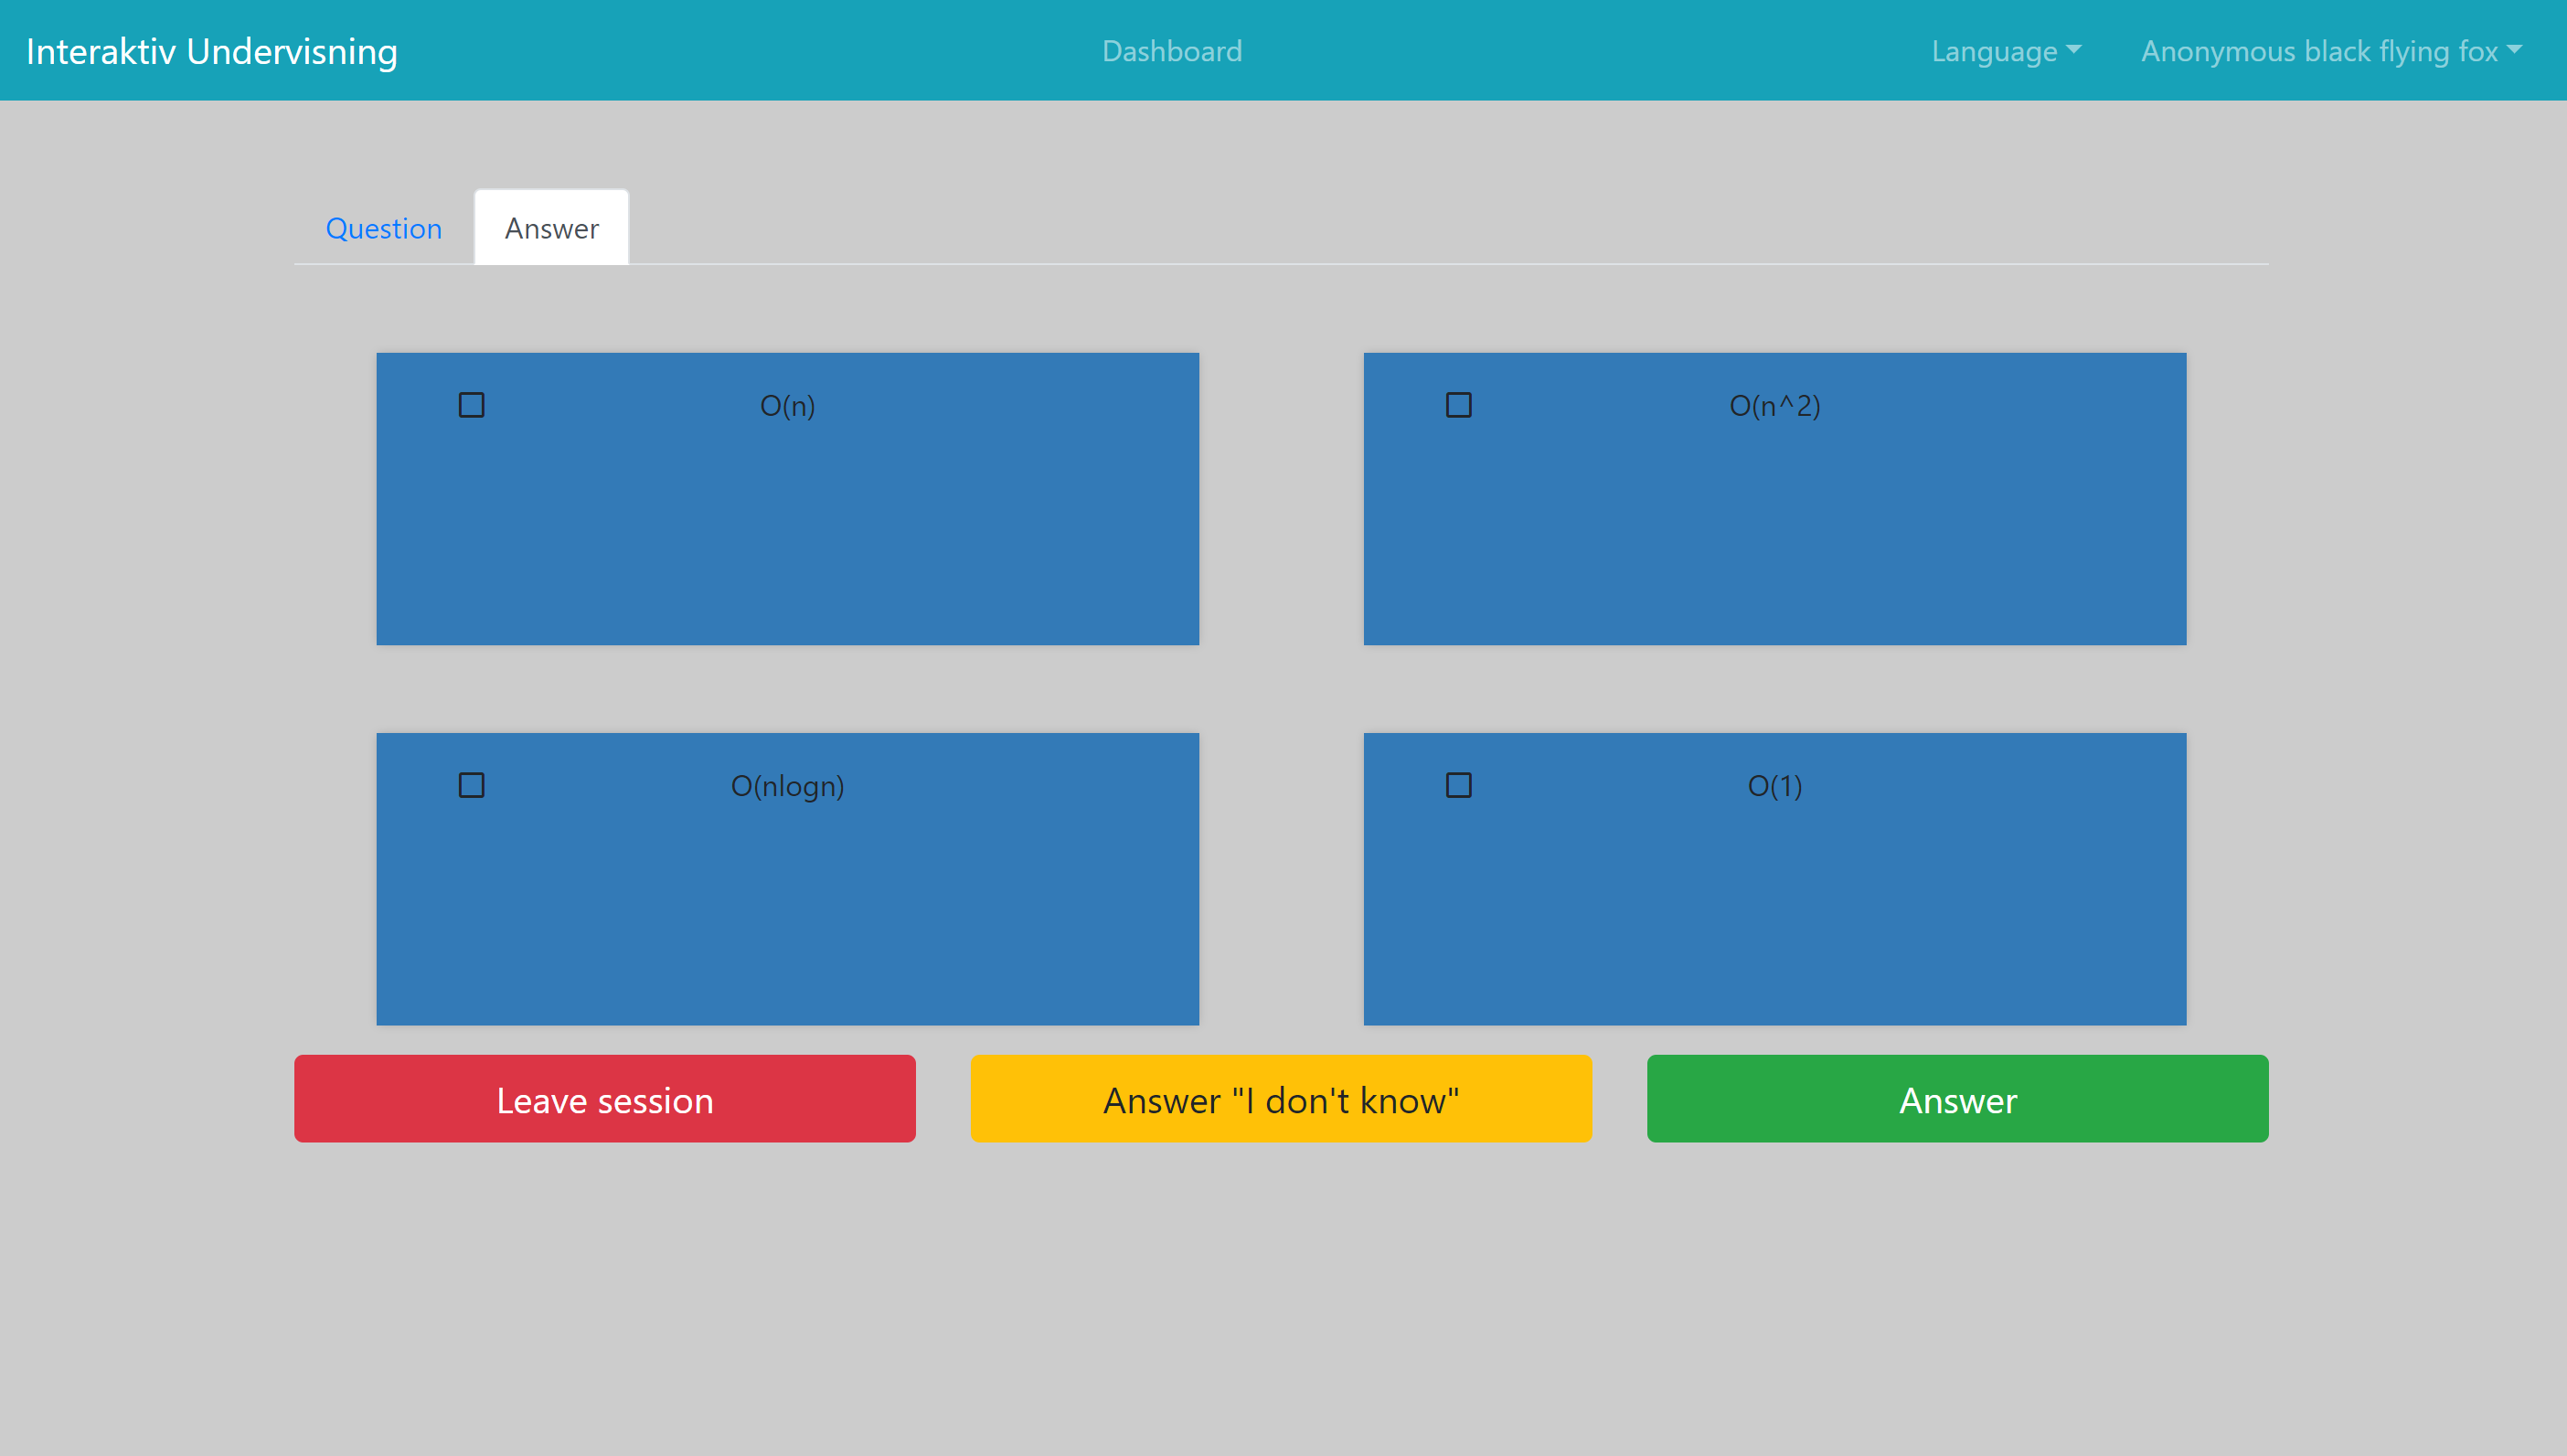 Interaktiv Undervisning
Dashboard
Language
Anonymous black flying fox
Question
Answer
O(n)
O(n^2)
O(nlogn)
O(1)
Leave session
Answer "I don't know"
Answer